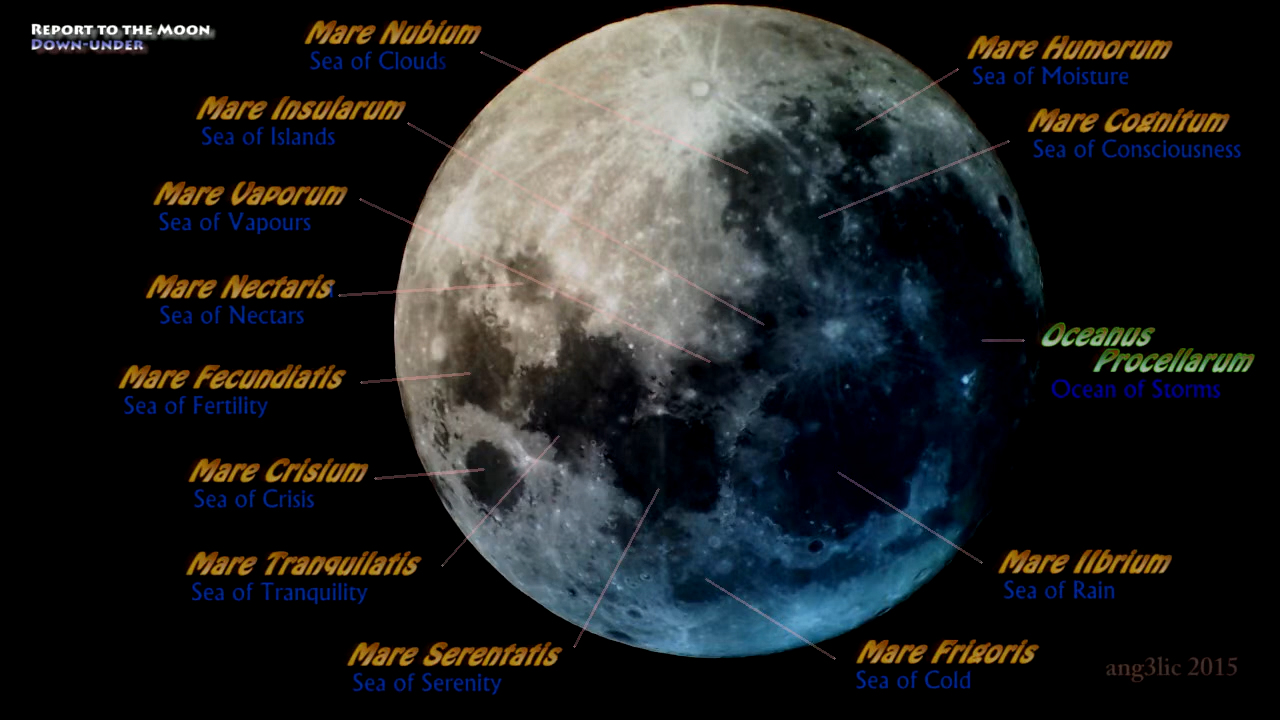 Report to the Moon
Down-under
Mare Nubium
Sea of Clouds
Mare Humorum
Sea of Moisture
Mare Insularum
Sea of Islands
Mare Cognitum
Sea of Consciousness
Mare Vaporum
Sea of Vapours
Mare Nectaris
Sea of Nectars
Oceanus
Procellarum
Ocean of Storms
Mare Fecundiatis
Sea of Fertility
Mare Crisium
Sea of Crisis
Mare Tranquilatis
Sea of Tranquility
Mare Ilbrium
Sea of Rain
Mare Serentatis
Sea of Serenity
Mare Frigoris
Sea of Cold
ang3lic 2015